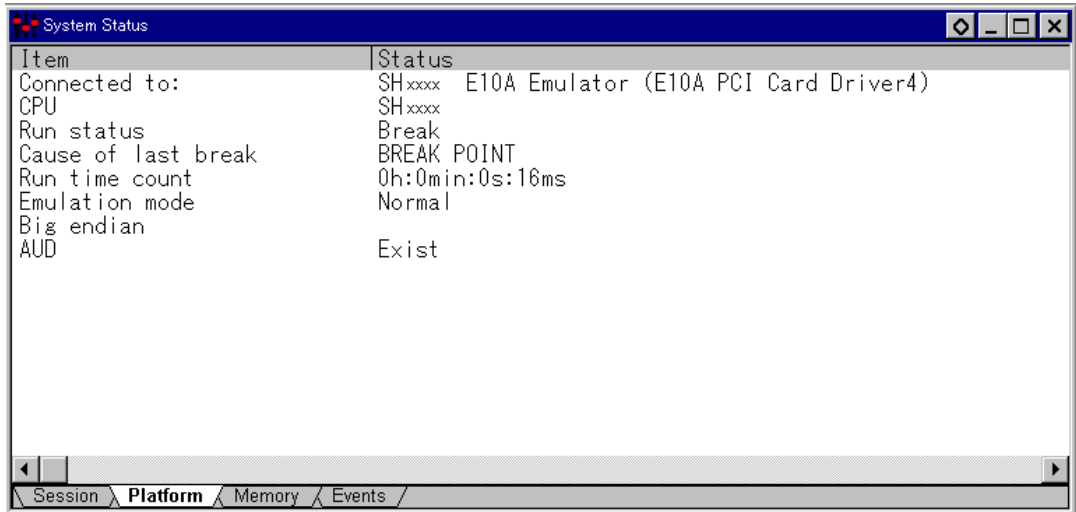 System Status
Item Status
Connected to: SHxxxx E10A Emulator (E10A PCI Card Driver4)
CPU SHxxxx
Run status Break
Cause of last break BREAK POINT
Run time count 0h:0min:0s:16ms
Emulation mode Normal
Big endian
AUD Exist
Session Platform Memory Events